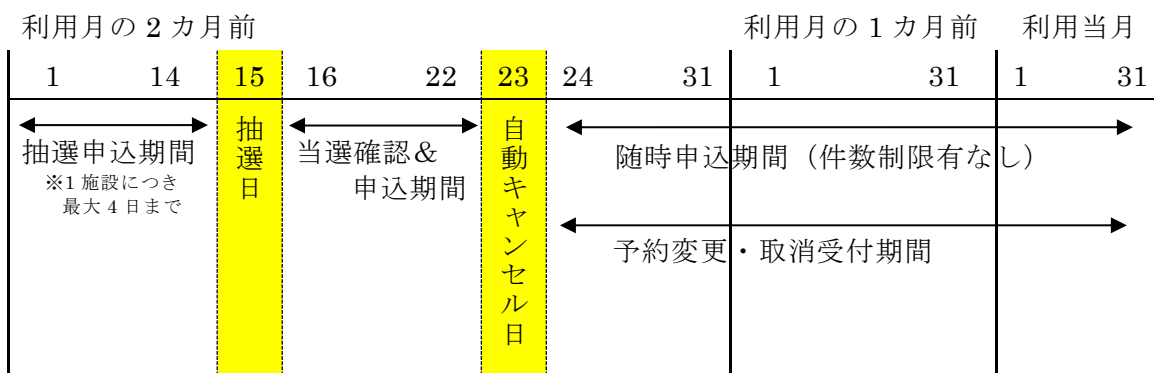 利用月の 2 カ月前
利用月の 1 カ月前
利用当月
1 14 15 16 22 23 24 31 1 31 1 31
抽選申込期間
※1 施設につき
最大 4 日まで
抽選日
当選確認＆
申込期間
自動キャンセル日
随時申込期間（件数制限有なし）
予約変更・取消受付期間